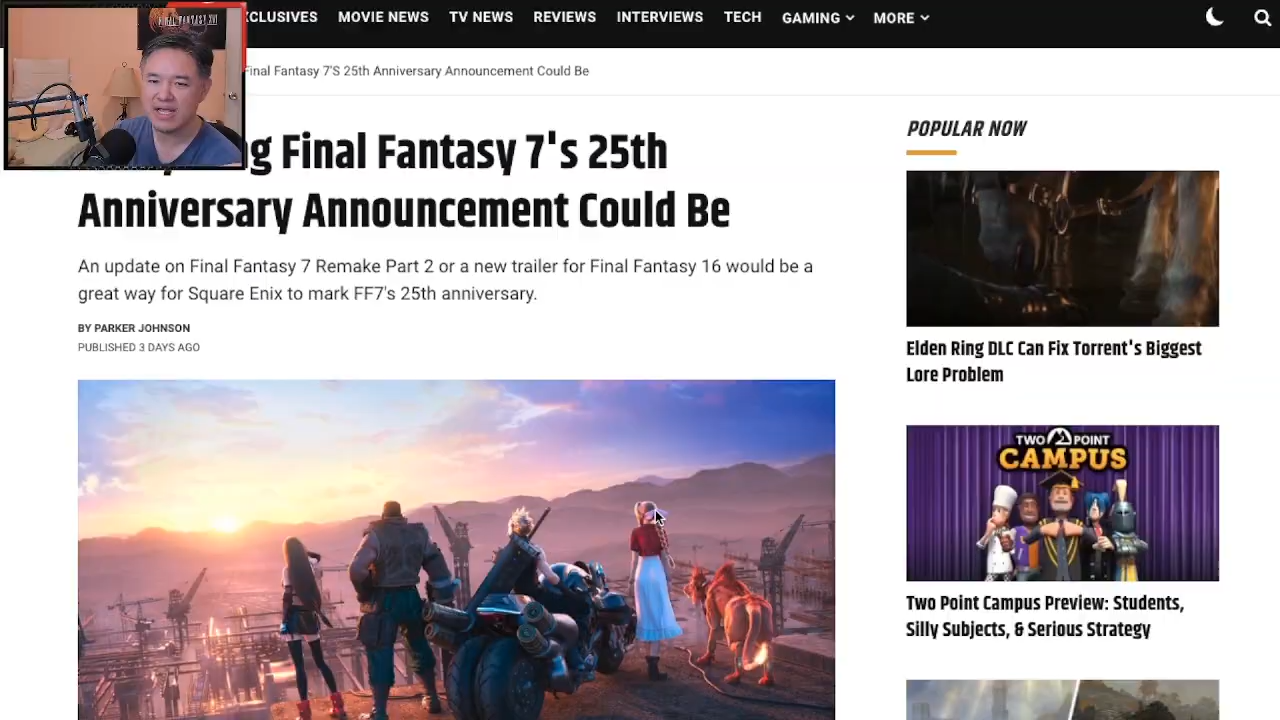 FINAL FANTASY XVI
XCLUSIVES MOVIE NEWS TV NEWS REVIEWS INTERVIEWS TECH GAMING MORE
Final Fantasy 7'S 25th Anniversary Announcement Could Be
Final Fantasy 7's 25th
Anniversary Announcement Could Be
An update on Final Fantasy 7 Remake Part 2 or a new trailer for Final Fantasy 16 would be a
great way for Square Enix to mark FF7's 25th anniversary.
BY PARKER JOHNSON
PUBLISHED 3 DAYS AGO
POPULAR NOW
Elden Ring DLC Can Fix Torrent's Biggest
Lore Problem
TWO POINT
CAMPUS
Two Point Campus Preview: Students,
Silly Subjects, & Serious Strategy